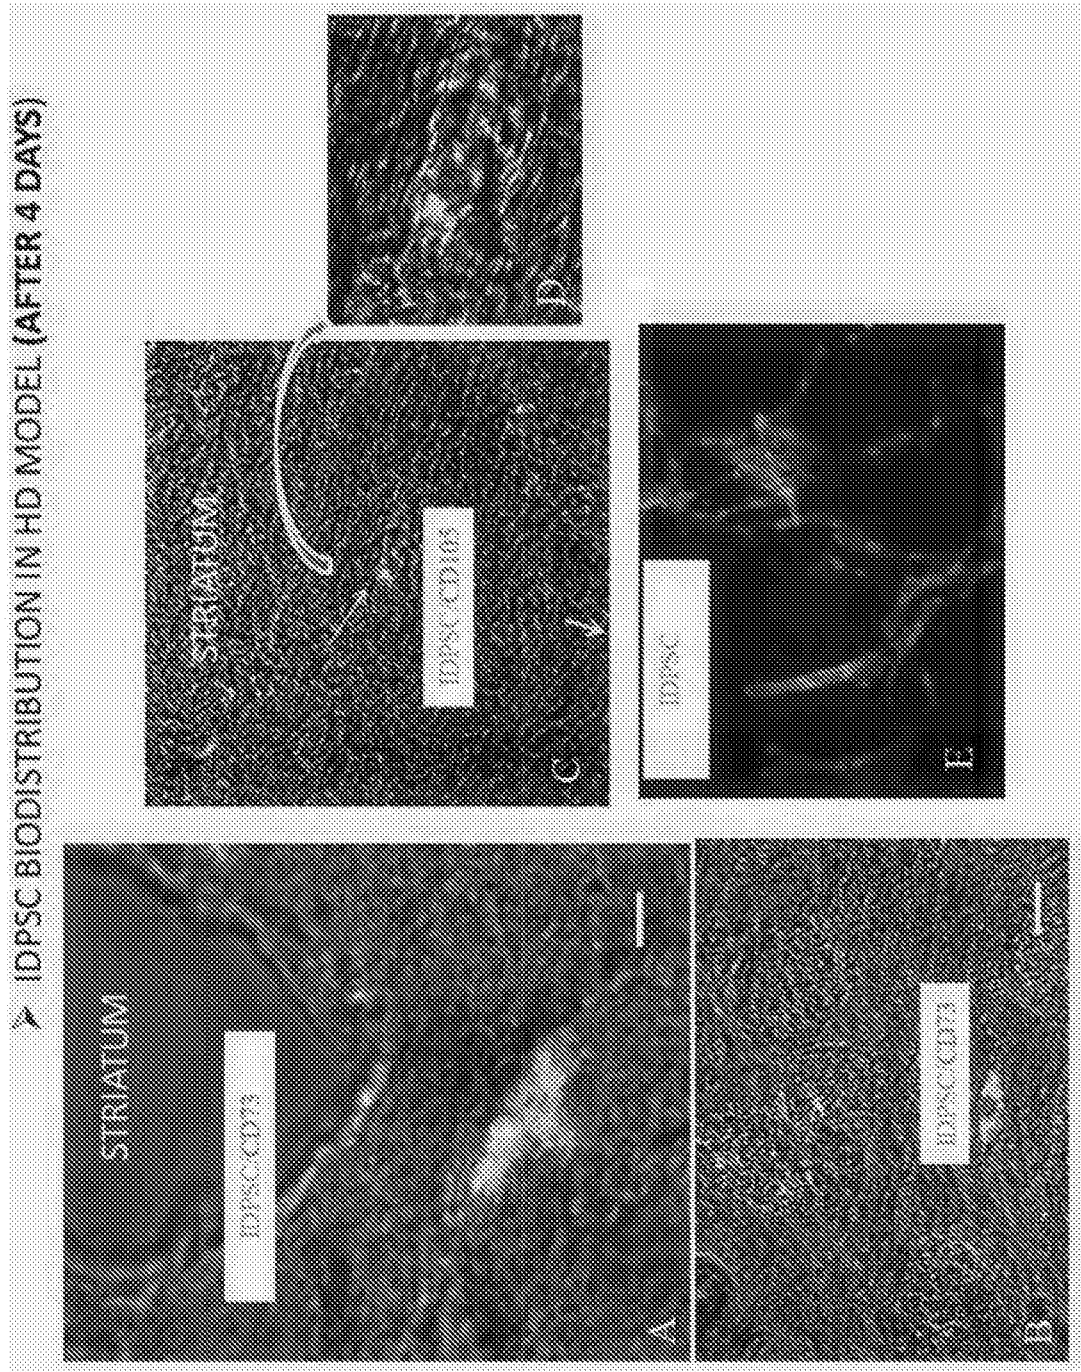 ➤ IDPSC BIODISTRIBUTION IN HD MODEL (AFTER 4 DAYS)
STRIATUM
IDPSC/CD73
A
IDPSC/CD73
B
STRIATUM
IDPSC/CD105
C
D
IDPSC
E